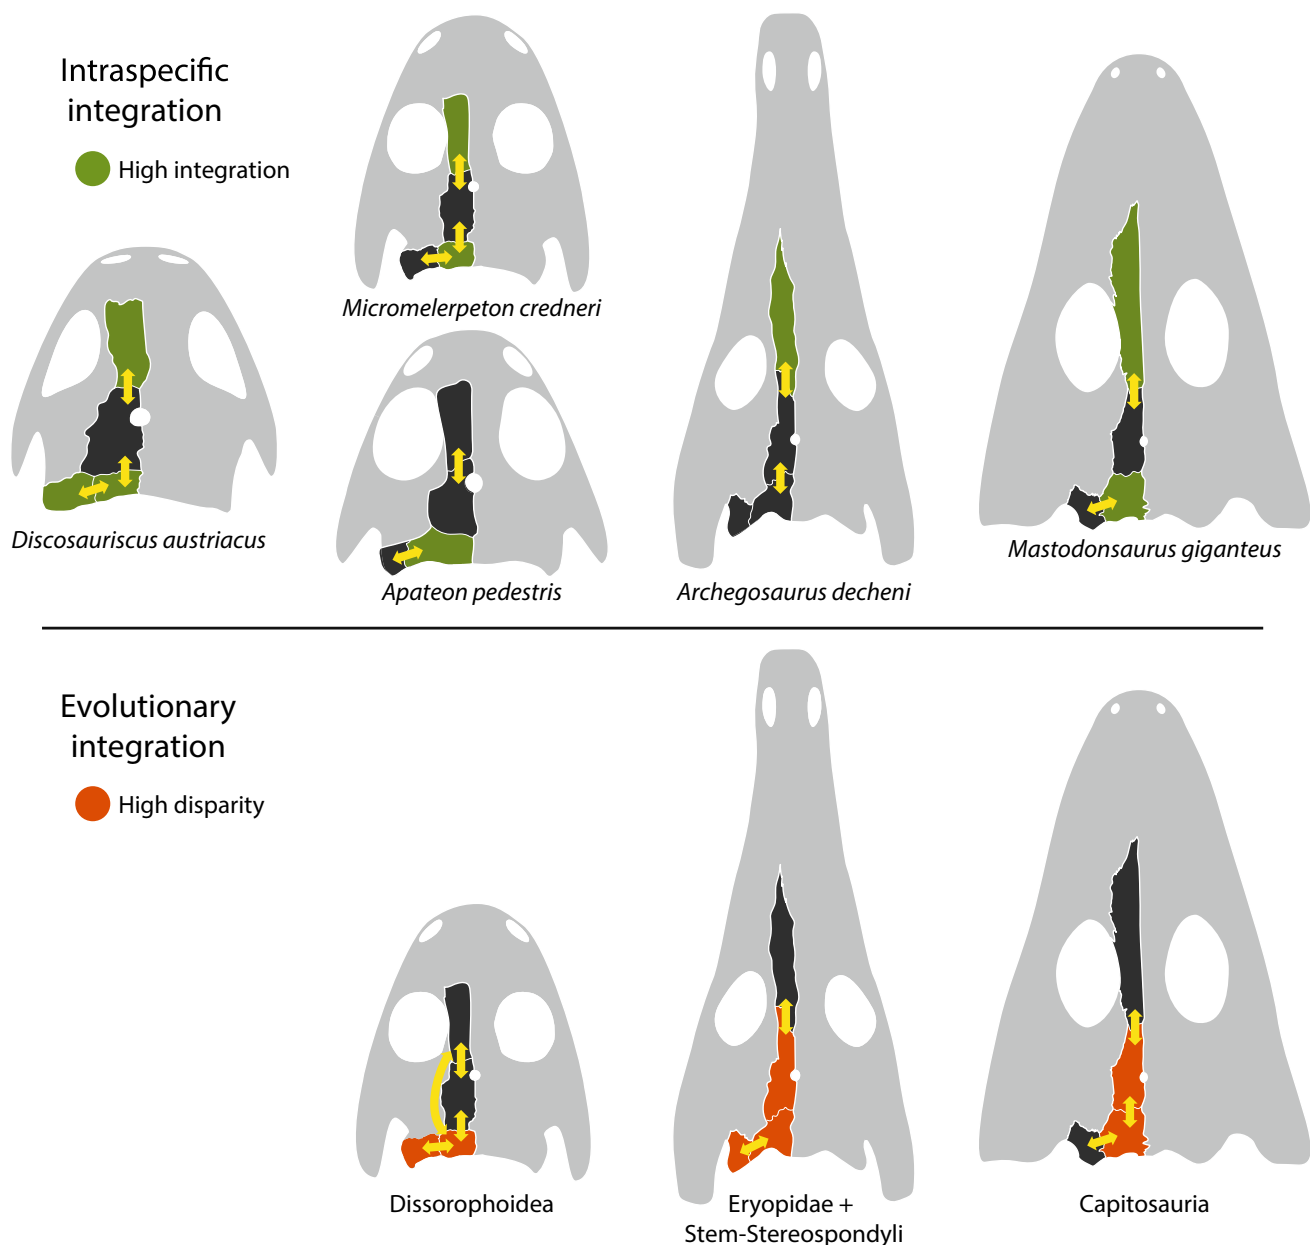 Intraspecific
integration
High integration
Micromelerpeton credneri
Discosauriscus austriacus
Apateon pedestris
Archegosaurus decheni
Mastodonsaurus giganteus
Evolutionary
integration
High disparity
Dissorophoidea
Eryopidae +
Stem-Stereospondyli
Capitosauria